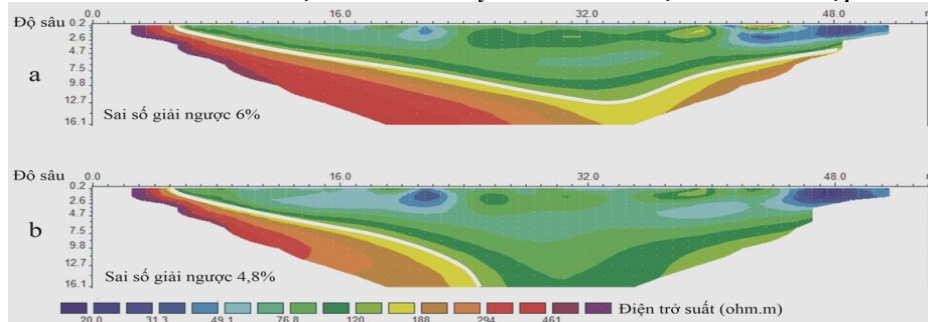 Độ sâu 0.0 16.0 32.0 48.0
0.2
2.6
4.7
7.5
9.8
12.7
16.1
a
Sai số giải ngược 6%
Độ sâu 0.0 16.0 32.0 48.0
0.2
2.6
4.7
7.5
9.8
12.7
16.1
b
Sai số giải ngược 4,8%
Điện trở suất (ohm.m)
20.0 31.3 49.1 76.8 120 188 294 461